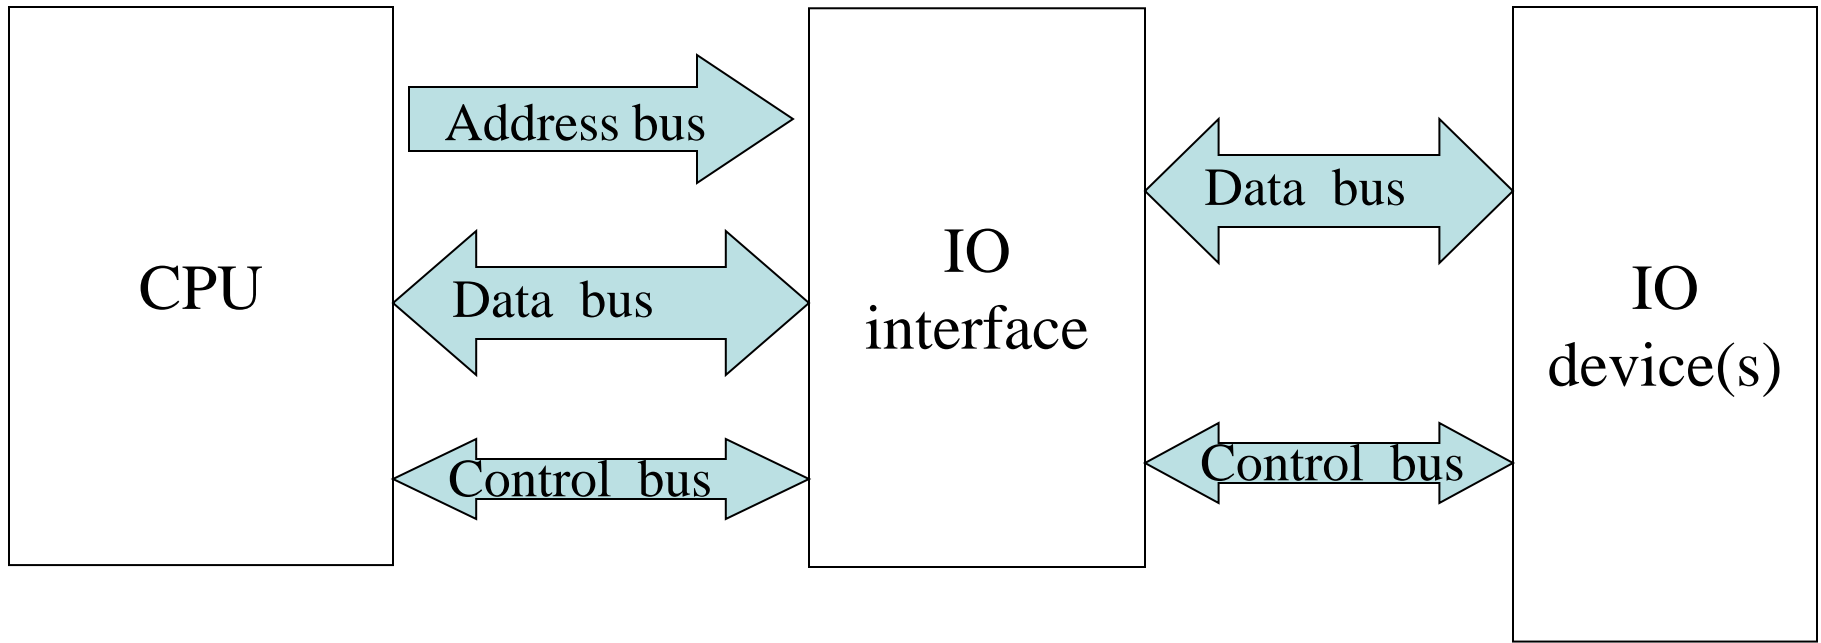 CPU
Address bus
Data bus
Control bus
IO
interface
Data bus
Control bus
IO
device(s)